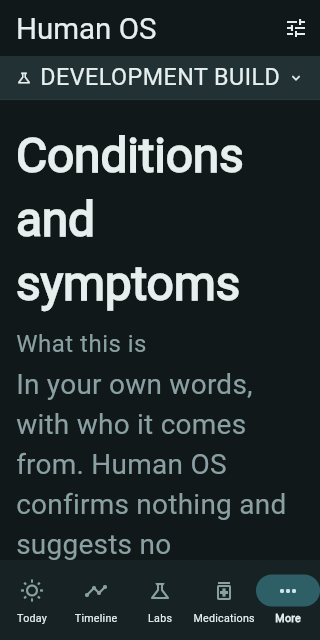 Human OS
DEVELOPMENT BUILD
Conditions
and
symptoms
What this is
In your own words,
with who it comes
from. Human OS
confirms nothing and
suggests no
Today
Timeline
Labs
Medications
More